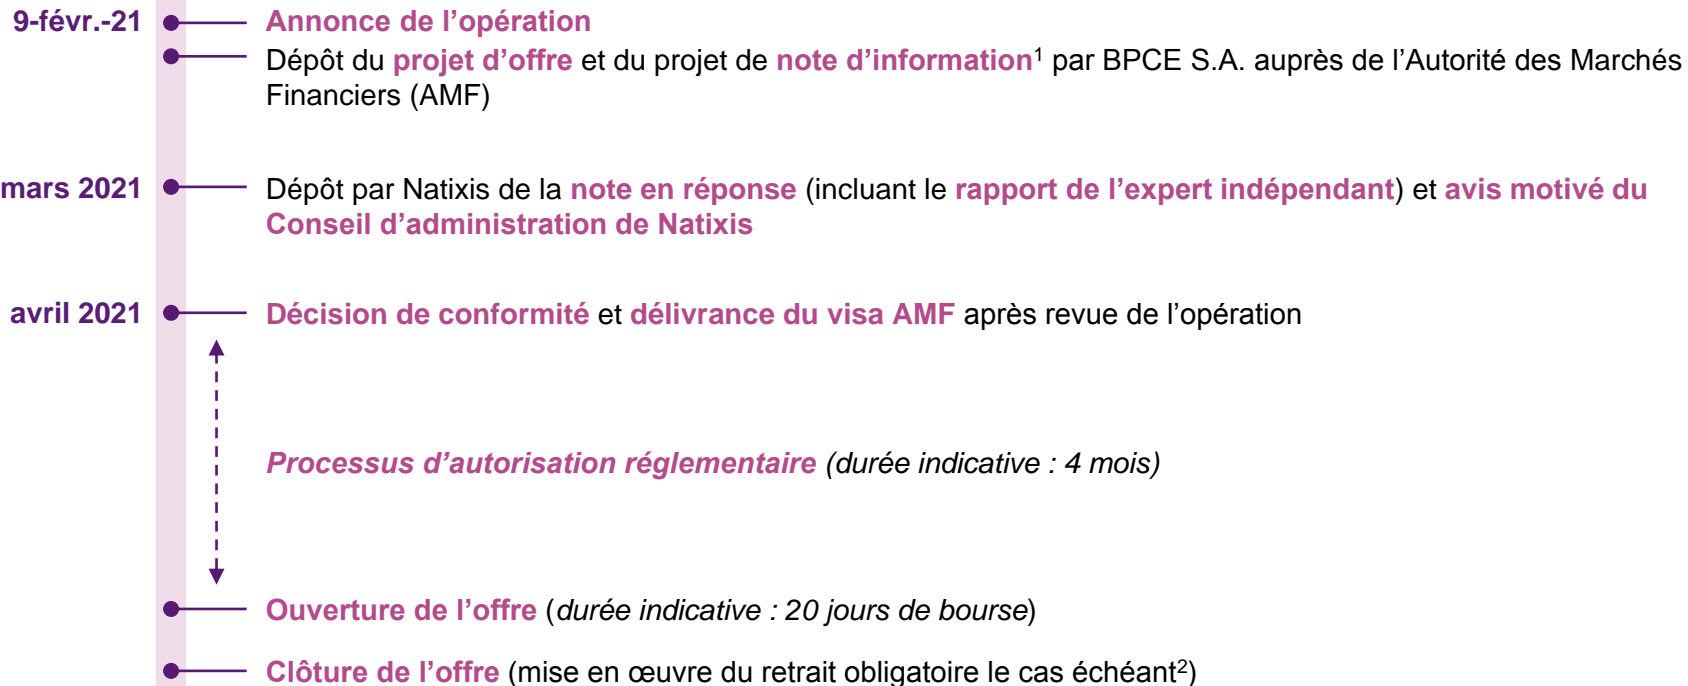 9-févr.-21 Annonce de l’opération
Dépôt du projet d’offre et du projet de note d’information¹ par BPCE S.A. auprès de l’Autorité des Marchés
Financiers (AMF)
mars 2021 Dépôt par Natixis de la note en réponse (incluant le rapport de l’expert indépendant) et avis motivé du
Conseil d’administration de Natixis
avril 2021 Décision de conformité et délivrance du visa AMF après revue de l’opération
Processus d’autorisation réglementaire (durée indicative : 4 mois)
Ouverture de l’offre (durée indicative : 20 jours de bourse)
Clôture de l’offre (mise en œuvre du retrait obligatoire le cas échéant²)